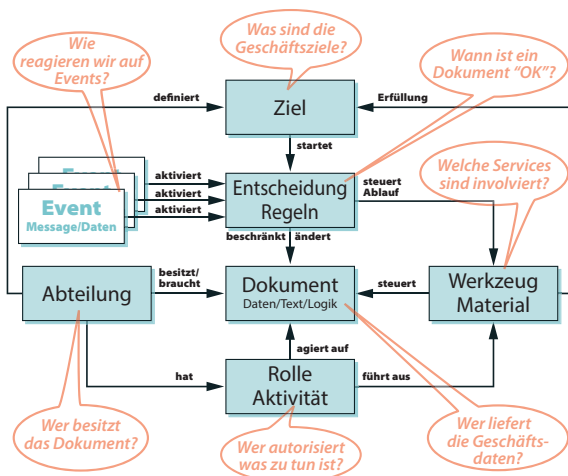 Wie
reagieren wir auf
Events?
Was sind die
Geschäftsziele?
Wann ist ein
Dokument “OK”?
definiert
Ziel
Erfüllung
startet
Event
Event
Event
Message/Daten
aktiviert
aktiviert
aktiviert
Entscheidung
Regeln
steuert
Ablauf
Welche Services
sind involviert?
beschränkt
ändert
Abteilung
besitzt/
braucht
Dokument
Daten/Text/Logik
steuert
Werkzeug
Material
agiert auf
hat
Rolle
Aktivität
führt aus
Wer besitzt
das Dokument?
Wer autorisiert
was zu tun ist?
Wer liefert
die Geschäfts-
daten?